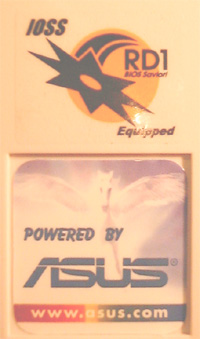 IOSS
RD1
BIOS Savior!
Equipped
POWERED BY
ASUS®
www.asus.com